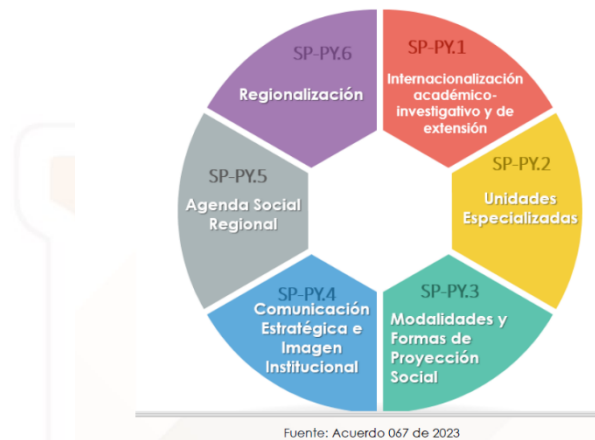 SP-PY.1
Internacionalización
académico-
investigativo y de
extensión
SP-PY.2
Unidades
Especializadas
SP-PY.3
Modalidades y
Formas de
Proyección
Social
SP-PY.4
Comunicación
Estratégica e
Imagen
Institucional
SP-PY.5
Agenda Social
Regional
SP-PY.6
Regionalización
Fuente: Acuerdo 067 de 2023